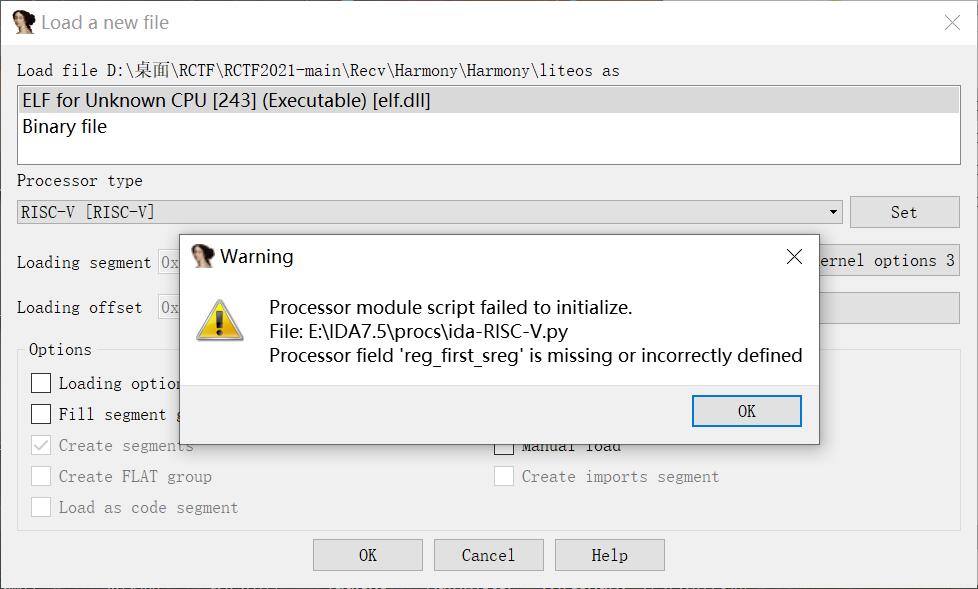 Load a new file
Load file D:\桌面\RCTF\RCTF2021-main\Recv\Harmony\Harmony\liteos as
ELF for Unknown CPU [243] (Executable) [elf.dll]
Binary file
Processor type
RISC-V [RISC-V]
Set
Loading segment 0x
ernel options 3
Loading offset 0x
Warning
Processor module script failed to initialize.
File: E:\IDA7.5\procs\ida-RISC-V.py
Processor field 'reg_first_sreg' is missing or incorrectly defined
OK
Options
Loading option
Fill segment g
Create segments
Manual load
Create FLAT group
Create imports segment
Load as code segment
OK
Cancel
Help